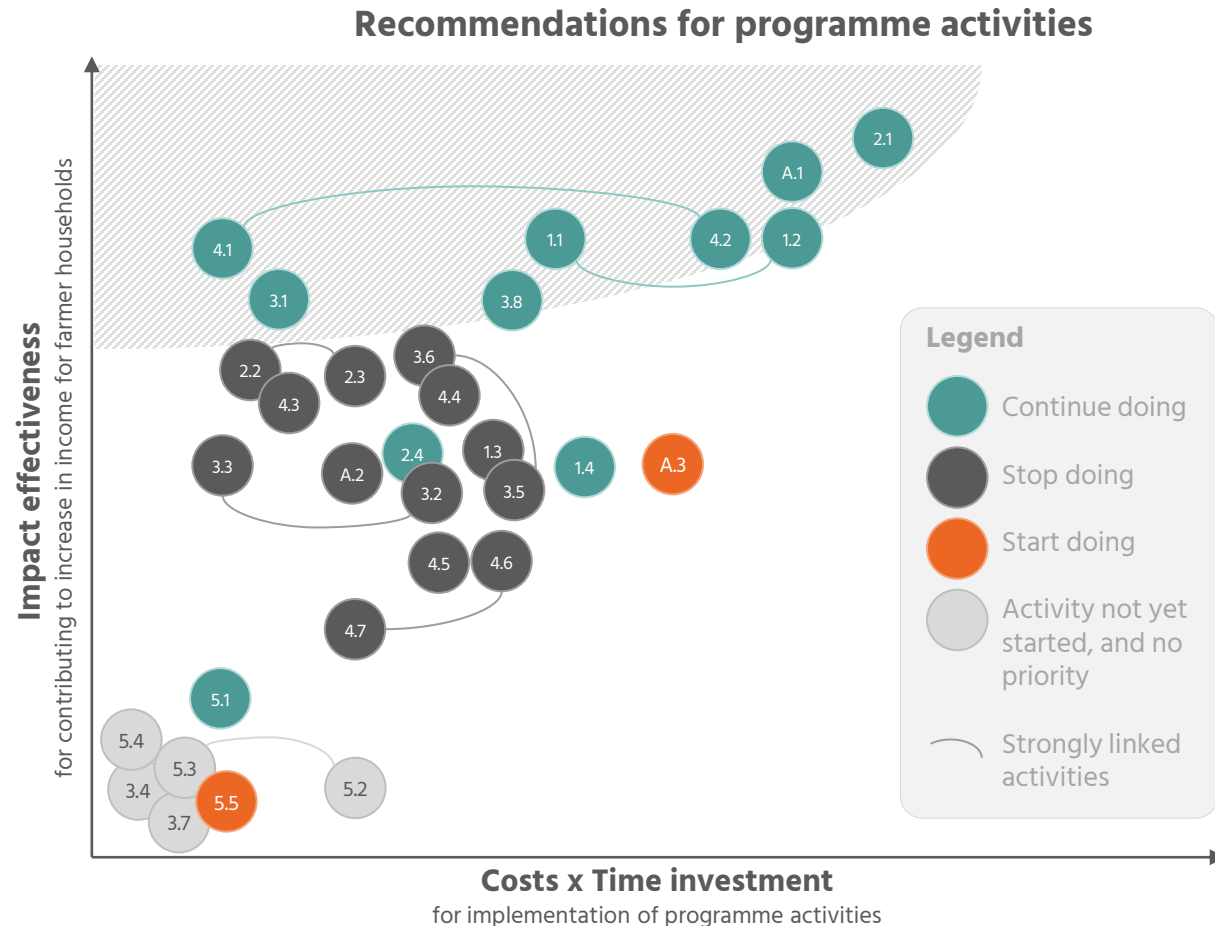 Recommendations for programme activities
Impact effectiveness
for contributing to increase in income for farmer households
2.1
A.1
4.1
1.1
4.2
1.2
3.1
3.8
2.2
2.3
3.6
4.3
4.4
3.3
A.2
2.4
1.3
3.2
3.5
1.4
A.3
4.5
4.6
4.7
5.1
5.4
5.3
3.4
5.5
3.7
5.2
Legend
Continue doing
Stop doing
Start doing
Activity not yet
started, and no
priority
Strongly linked
activities
Costs x Time investment
for implementation of programme activities